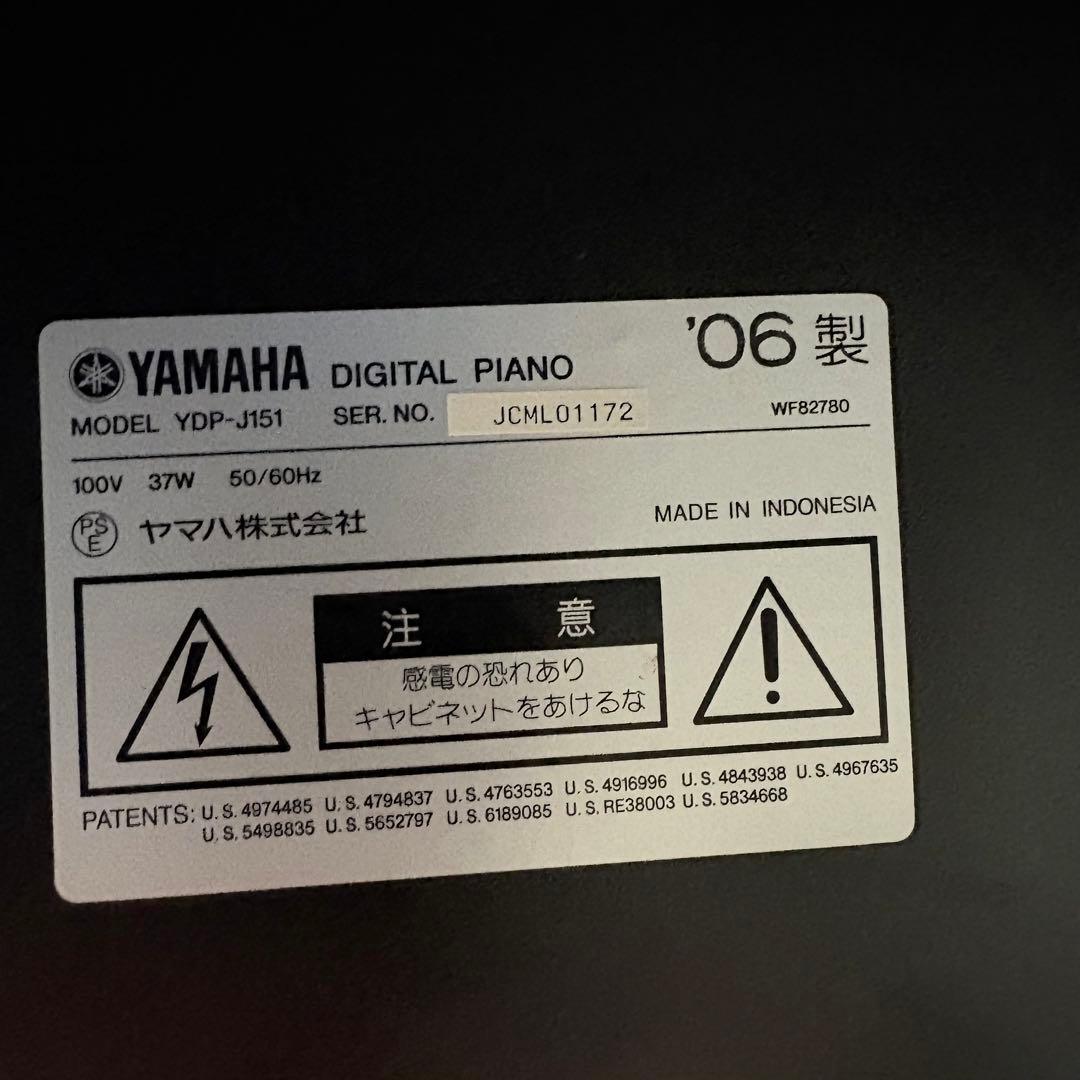 YAMAHA DIGITAL PIANO '06 製
MODEL YDP-J151 SER. NO. JCML01172 WF82780
100V 37W 50/60Hz
PS E ヤマハ株式会社 MADE IN INDONESIA
注 意
感電の恐れあり
キャビネットをあけるな
PATENTS: U.S. 4974485 U.S. 4794837 U.S. 4763553 U.S. 4916996 U.S. 4843938 U.S. 4967635
U.S. 5498835 U.S. 5652797 U.S. 6189085 U.S. RE38003 U.S. 5834668